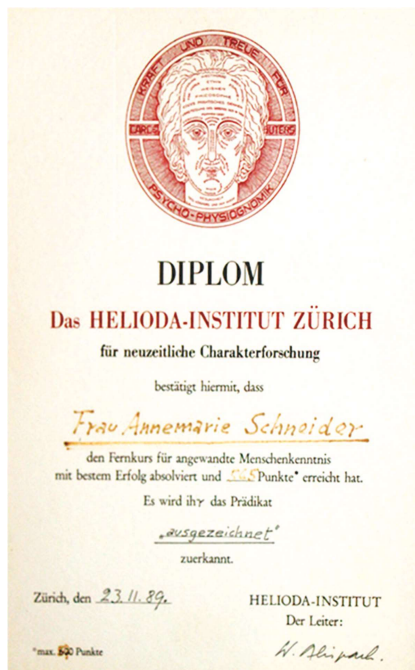 KRAFT UND TREUE FÜR
CARL HUTERS
PSYCHO-PHYSIOGNOMIK
DIPLOM
Das HELIODA-INSTITUT ZÜRICH
für neuzeitliche Charakterforschung
bestätigt hiermit, dass
Frau Annemarie Schneider
den Fernkurs für angewandte Menschenkenntnis
mit bestem Erfolg absolviert und Punkte* erreicht hat.
Es wird ihr das Prädikat
„ausgezeichnet"
zuerkannt.
Zürich, den 23.11.89.
HELIODA-INSTITUT
Der Leiter:
*max. Punkte